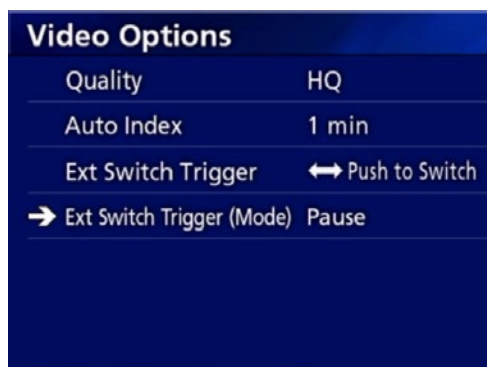 Video Options
Quality HQ
Auto Index 1 min
Ext Switch Trigger ↔ Push to Switch
➔ Ext Switch Trigger (Mode) Pause